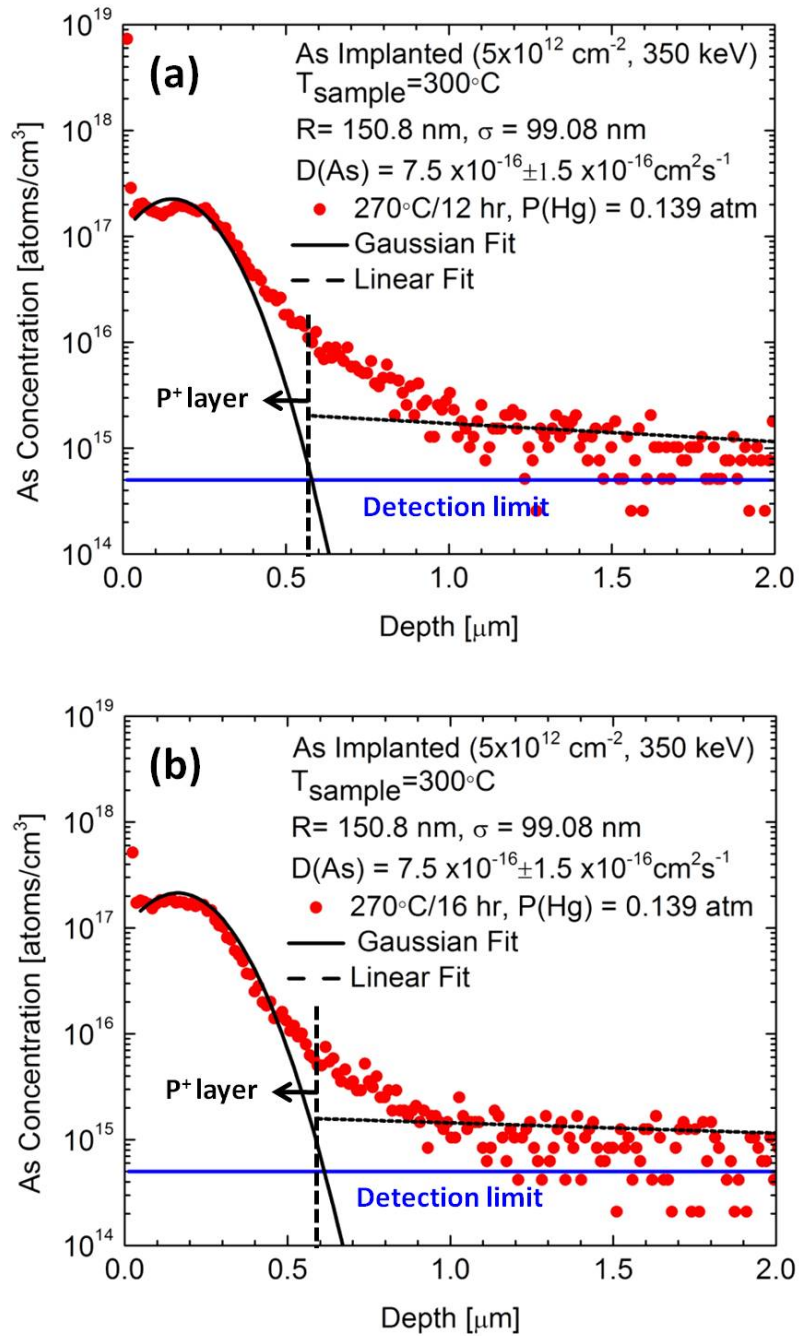 10¹⁹
10¹⁸
10¹⁷
10¹⁶
10¹⁵
10¹⁴
As Concentration [atoms/cm³]
(a)
As Implanted (5x10¹² cm⁻², 350 keV)
T_sample=300°C
R= 150.8 nm, σ = 99.08 nm
D(As) = 7.5 x10⁻¹⁶±1.5 x10⁻¹⁶cm²s⁻¹
270°C/12 hr, P(Hg) = 0.139 atm
Gaussian Fit
Linear Fit
P⁺ layer
Detection limit
0.0 0.5 1.0 1.5 2.0
Depth [μm]
10¹⁹
10¹⁸
10¹⁷
10¹⁶
10¹⁵
10¹⁴
As Concentration [atoms/cm³]
(b)
As Implanted (5x10¹² cm⁻², 350 keV)
T_sample=300°C
R= 150.8 nm, σ = 99.08 nm
D(As) = 7.5 x10⁻¹⁶±1.5 x10⁻¹⁶cm²s⁻¹
270°C/16 hr, P(Hg) = 0.139 atm
Gaussian Fit
Linear Fit
P⁺ layer
Detection limit
0.0 0.5 1.0 1.5 2.0
Depth [μm]